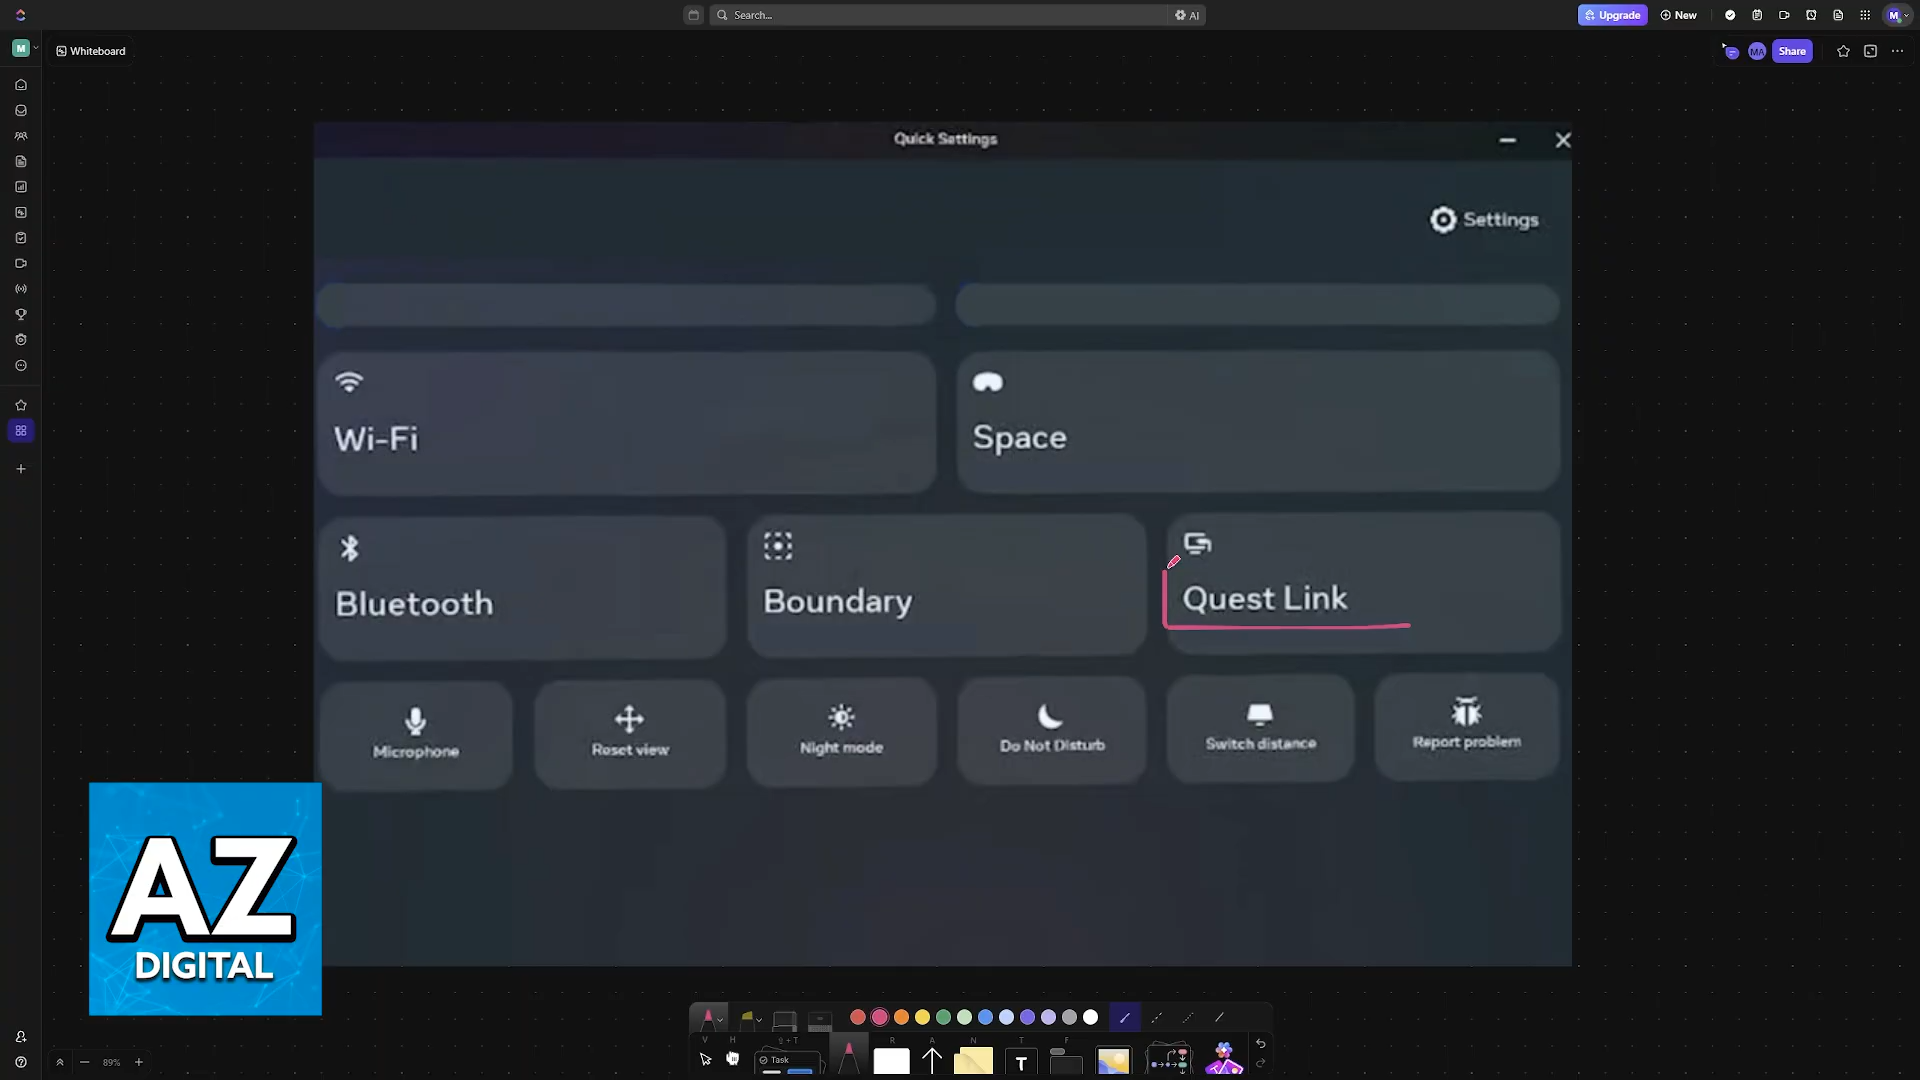 Search...
AI
Upgrade
New
M
M
Whiteboard
MA
Share
Quick Settings
Settings
Wi-Fi
Space
Bluetooth
Boundary
Quest Link
Microphone
Reset view
Night mode
Do Not Disturb
Switch distance
Report problem
AZ
DIGITAL
V
H
⇧ + T
R
A
N
T
F
Task
T
89%